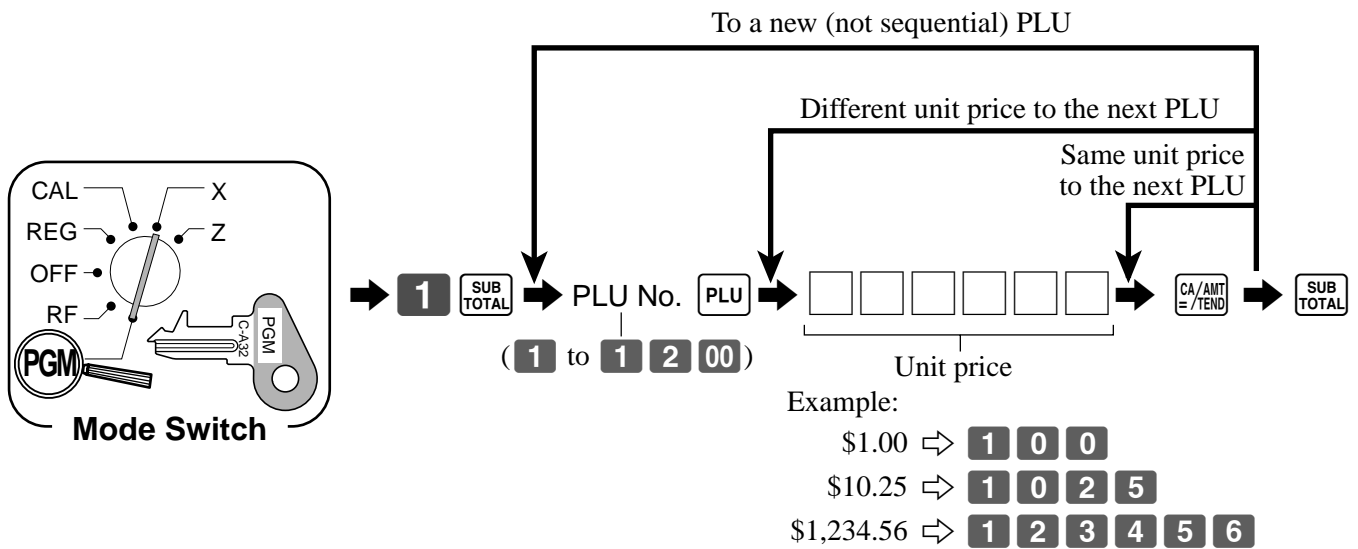 To a new (not sequential) PLU
Different unit price to the next PLU
Same unit price
to the next PLU
CAL
X
REG
Z
OFF
RF
PGM
PGM
C-A32
Mode Switch
1 SUB TOTAL PLU No. PLU CA/AMT =/TEND SUB TOTAL
(1 to 1 2 00)
Unit price
Example:
$1.00 ⇨ 1 0 0
$10.25 ⇨ 1 0 2 5
$1,234.56 ⇨ 1 2 3 4 5 6